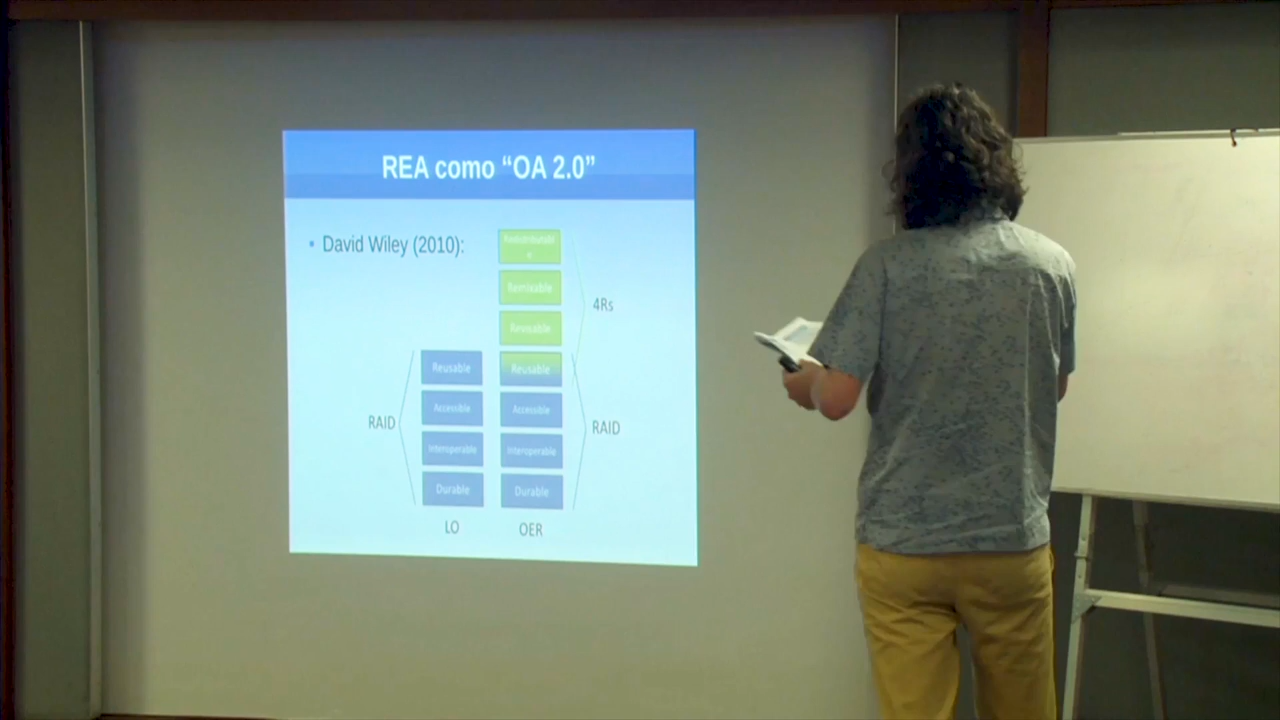 REA como “OA 2.0”
• David Wiley (2010):
Redistributabl
e
Remixable
4Rs
Reusable
Reusable
Reusable
Accessible
Accessible
RAID
RAID
Interoperable
Interoperable
Durable
Durable
LO
OER